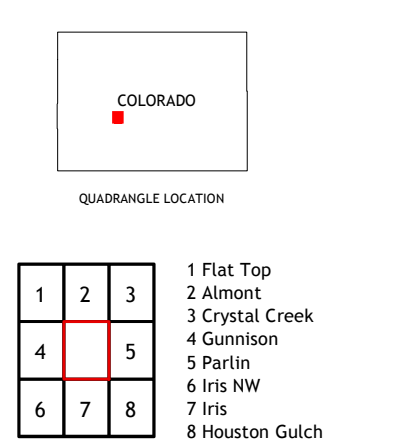 COLORADO
QUADRANGLE LOCATION
1 2 3
4 5
6 7 8
1 Flat Top
2 Almont
3 Crystal Creek
4 Gunnison
5 Parlin
6 Iris NW
7 Iris
8 Houston Gulch